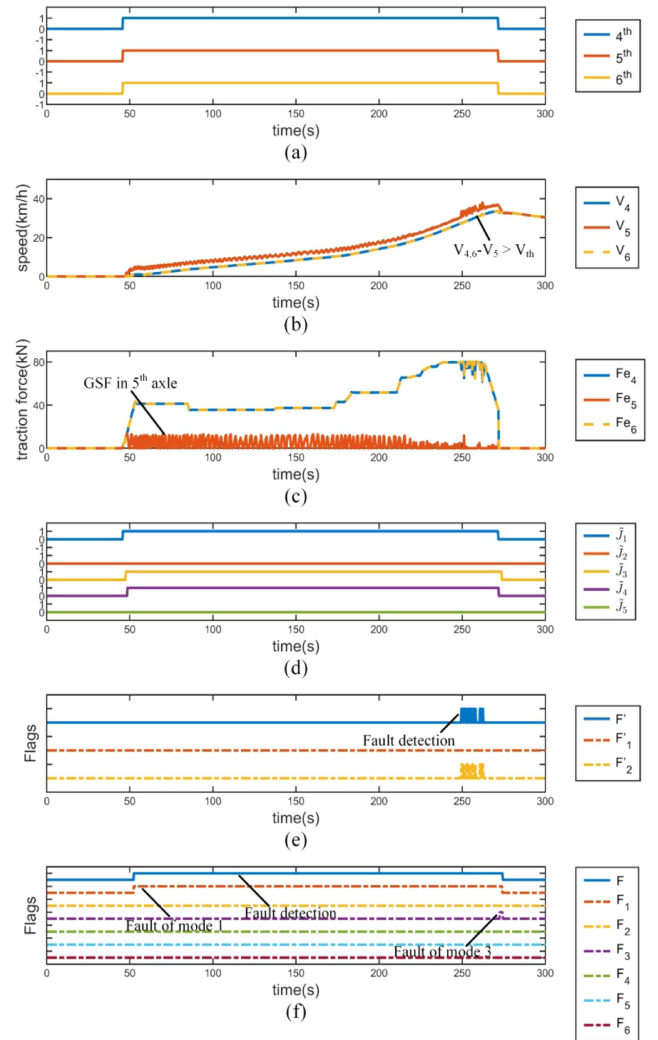 1
0
1
-1
0
1
-1
0
-1
0 50 100 150 200 250 300
time(s)
(a)
4th
5th
6th
speed(km/h)
40
20
0
V4,6-V5 > Vth
0 50 100 150 200 250 300
time(s)
(b)
V4
V5
V6
traction force(kN)
80
40
0
GSF in 5th axle
0 50 100 150 200 250 300
time(s)
(c)
Fe4
Fe5
Fe6
1
0
-1
1
0
1
0
1
0
1
0
0 50 100 150 200 250 300
time(s)
(d)
J̃1
J̃2
J̃3
J̃4
J̃5
Flags
Fault detection
0 50 100 150 200 250 300
time(s)
(e)
F'
F'1
F'2
Flags
Fault of mode 1
Fault detection
Fault of mode 3
0 50 100 150 200 250 300
time(s)
(f)
F
F1
F2
F3
F4
F5
F6